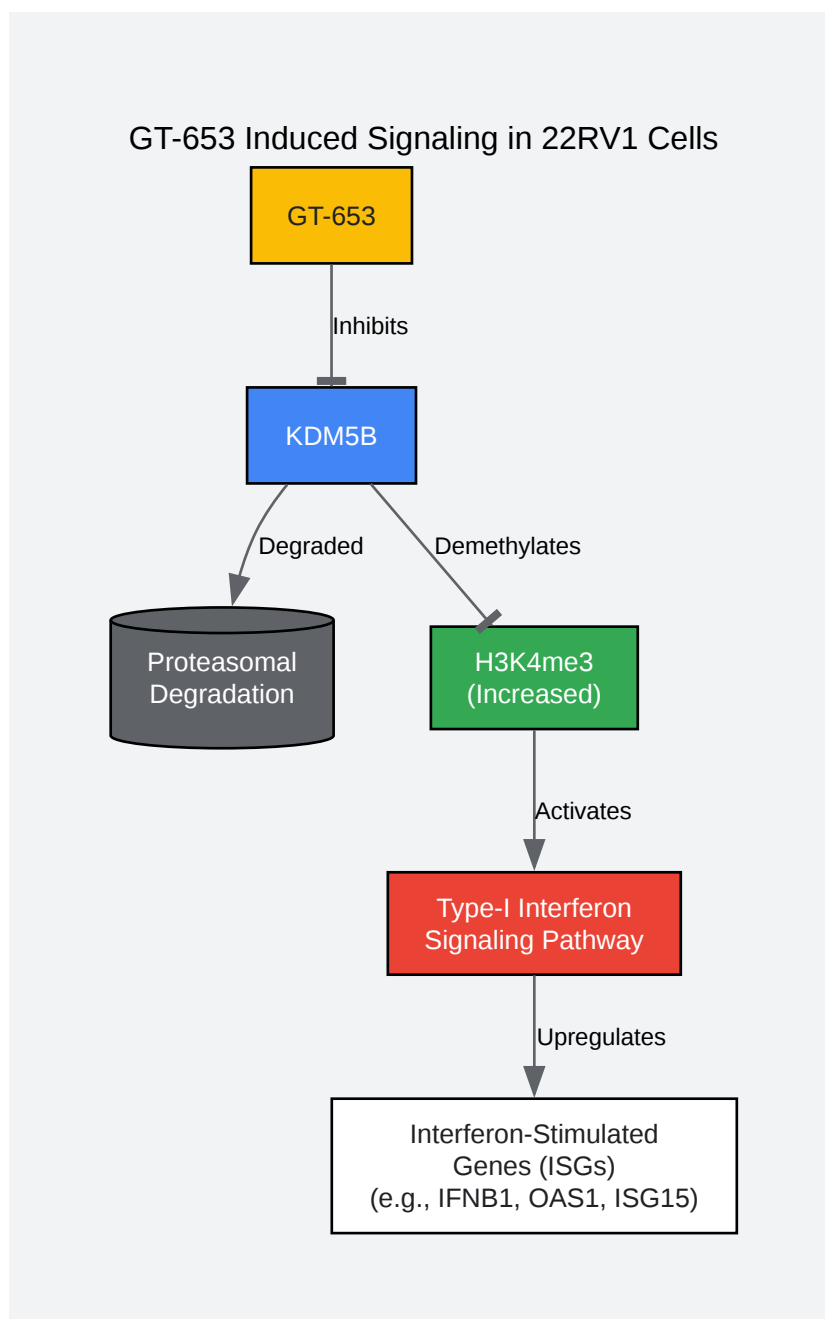 GT-653 Induced Signaling in 22RV1 Cells
GT-653
Inhibits
KDM5B
Degraded
Demethylates
Proteasomal
Degradation
H3K4me3
(Increased)
Activates
Type-I Interferon
Signaling Pathway
Upregulates
Interferon-Stimulated
Genes (ISGs)
(e.g., IFNB1, OAS1, ISG15)